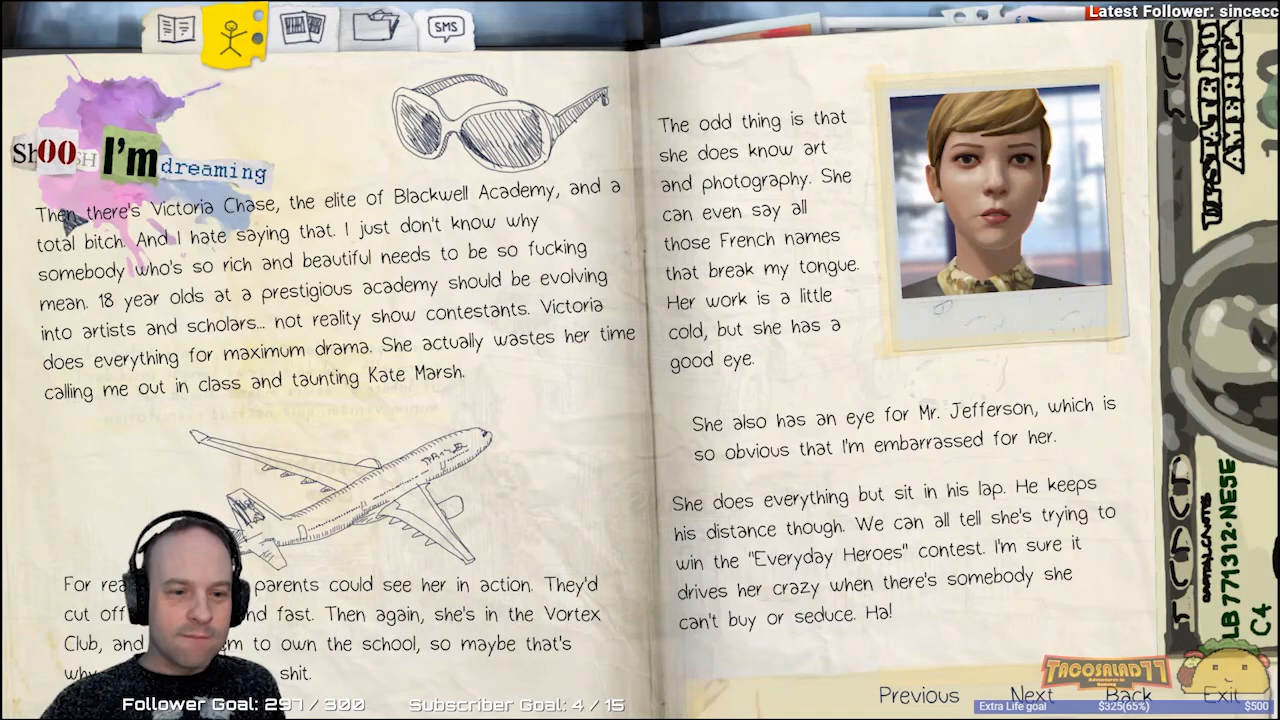 Latest Follower: sincecc
SMS
ShOOSH I'm dreaming
Then there's Victoria Chase, the elite of Blackwell Academy, and a
total bitch. And I hate saying that. I just don't know why
somebody who's so rich and beautiful needs to be so fucking
mean. 18 year olds at a prestigious academy should be evolving
into artists and scholars... not reality show contestants. Victoria
does everything for maximum drama. She actually wastes her time
calling me out in class and taunting Kate Marsh.
For parents could see her in action. They'd
cut off fast. Then again, she's in the Vortex
Club, and to own the school, so maybe that's
shit.
The odd thing is that
she does know art
and photography. She
can even say all
those French names
that break my tongue.
Her work is a little
cold, but she has a
good eye.
She also has an eye for Mr. Jefferson, which is
so obvious that I'm embarrassed for her.
She does everything but sit in his lap. He keeps
his distance though. We can all tell she's trying to
win the "Everyday Heroes" contest. I'm sure it
drives her crazy when there's somebody she
can't buy or seduce. Ha!
AMERICA
LB771312-NE5E
C4
TACOSALAD77
Adventures in Gaming
Previous Next Back Exit
Follower Goal: 297 / 300 Subscriber Goal: 4 / 15
Extra Life goal $325(65%) $500